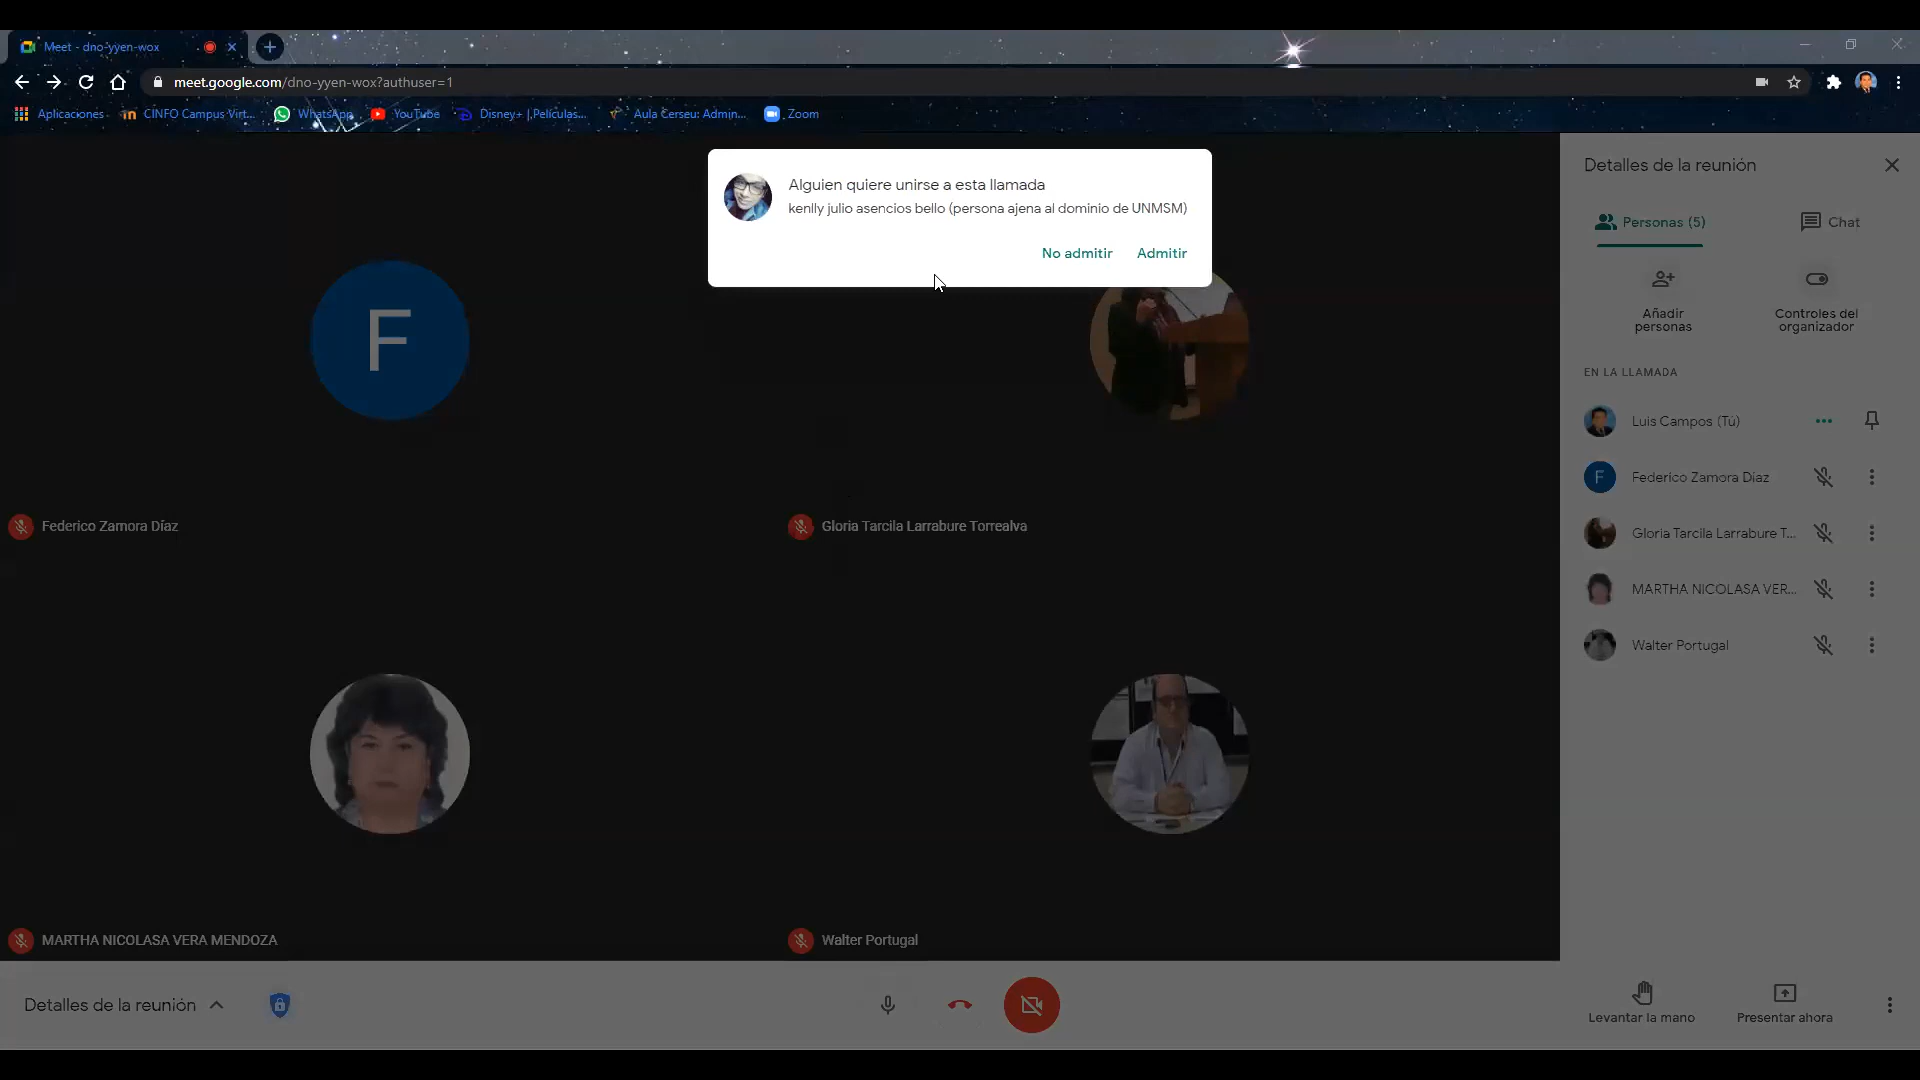 Meet - dno-yyen-wox
meet.google.com/dno-yyen-wox?authuser=1
Aplicaciones
CINFO Campus Virt...
WhatsApp
YouTube
Disney+ | Películas...
Aula Cerseu: Admin...
Zoom
Alguien quiere unirse a esta llamada
kenlly julio asencios bello (persona ajena al dominio de UNMSM)
No admitir
Admitir
F
Federico Zamora Díaz
Gloria Tarcila Larrabure Torrealva
MARTHA NICOLASA VERA MENDOZA
Walter Portugal
Detalles de la reunión
Personas (5)
Chat
Añadir
personas
Controles del
organizador
EN LA LLAMADA
Luis Campos (Tú)
F
Federico Zamora Díaz
Gloria Tarcila Larrabure T...
MARTHA NICOLASA VER...
Walter Portugal
Detalles de la reunión
Levantar la mano
Presentar ahora